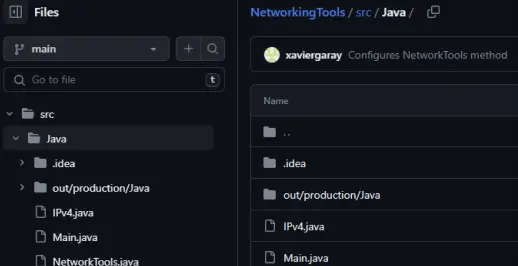 Files
main
Go to file
t
src
Java
.idea
out/production/Java
IPv4.java
Main.java
NetworkTools.java
NetworkingTools / src / Java /
xaviergaray Configures NetworkTools method
Name
..
.idea
out/production/Java
IPv4.java
Main.java